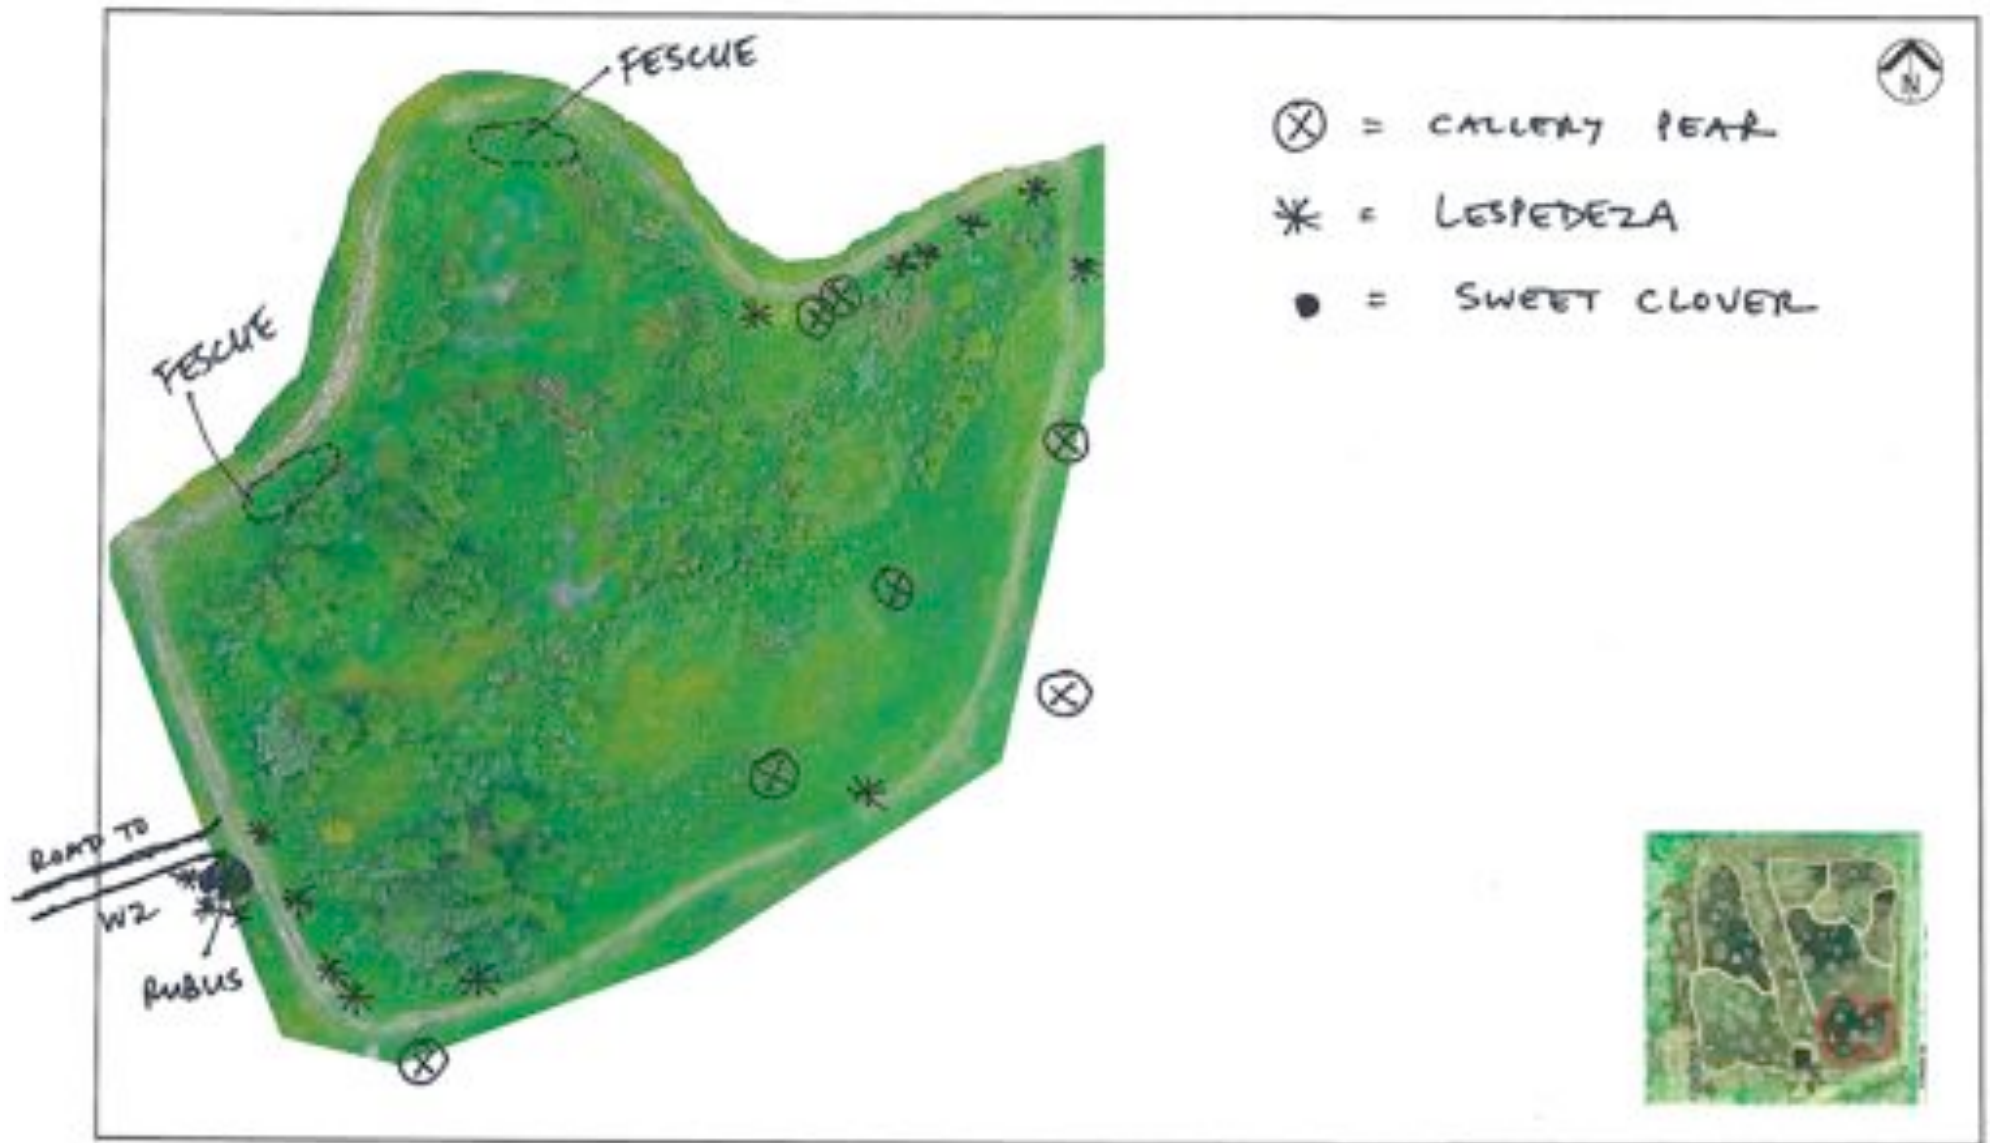 FESCUE
N
= CALLERY PEAR
= LESPEDEZA
= SWEET CLOVER
FESCUE
ROAD TO
W2
RUBUS